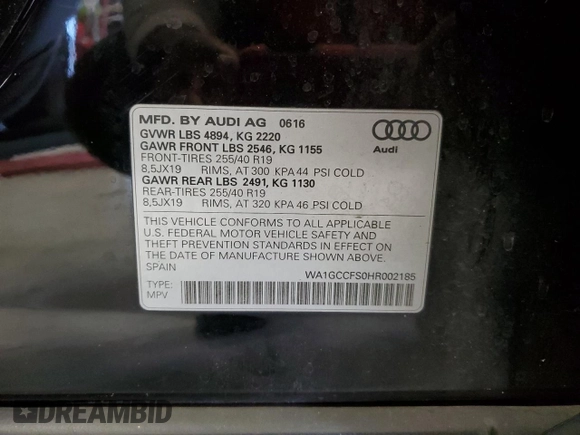 MFD. BY AUDI AG 0616
GVWR LBS 4894, KG 2220
GAWR FRONT LBS 2546, KG 1155
FRONT-TIRES 255/40 R19
8,5JX19 RIMS, AT 300 KPA 44 PSI COLD
GAWR REAR LBS 2491, KG 1130
REAR-TIRES 255/40 R19
8,5JX19 RIMS, AT 320 KPA 46 PSI COLD
Audi
THIS VEHICLE CONFORMS TO ALL APPLICABLE
U.S. FEDERAL MOTOR VEHICLE SAFETY AND
THEFT PREVENTION STANDARDS IN EFFECT ON
THE DATE OF MANUFACTURE SHOWN ABOVE.
SPAIN WA1GCCFS0HR002185
TYPE:
MPV
DREAMBID